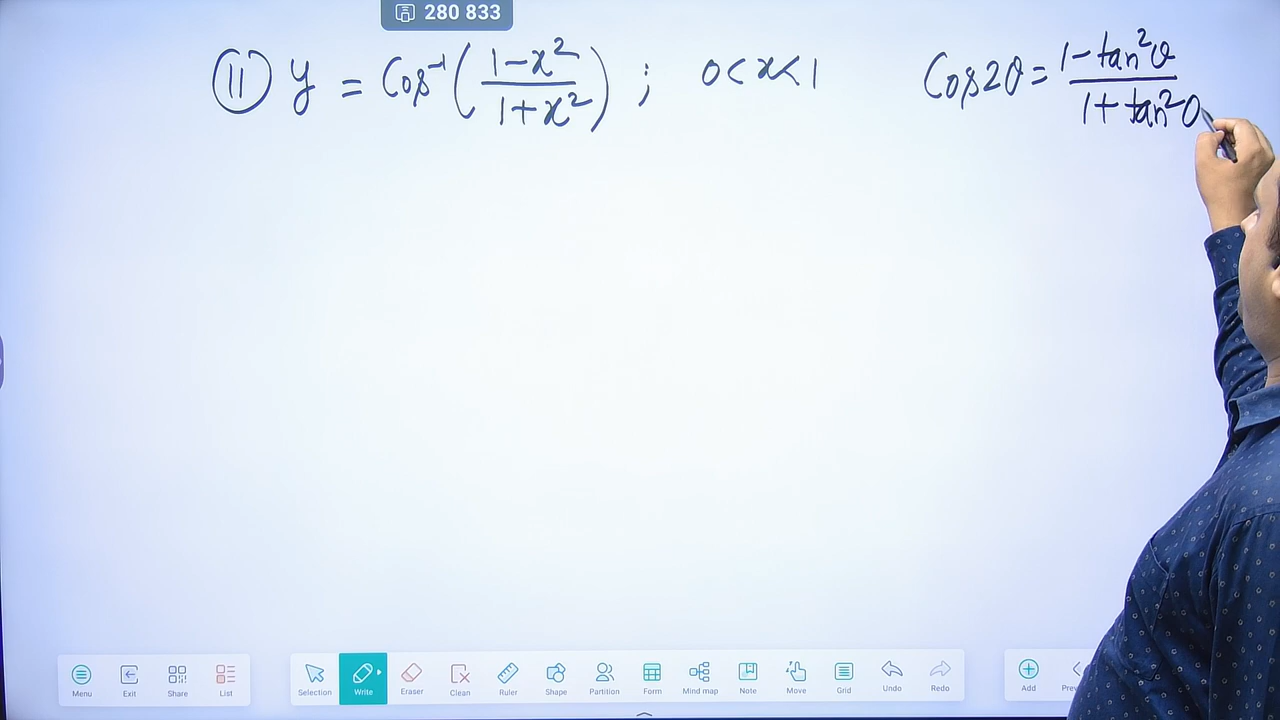 280 833
⑪ y = Cos⁻¹((1-x²)/(1+x²)) ; 0<x<1
Cos2θ = (1-tan²θ)/(1+tan²θ)
Menu Exit Share List Selection Write Eraser Clean Ruler Shape Partition Form Mind map Note Move Grid Undo Redo Add